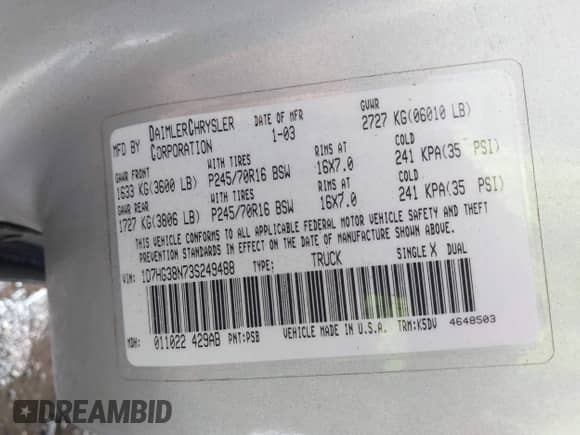 MFD BY DAIMLERCHRYSLER CORPORATION DATE OF MFR 1-03 GVWR 2727 KG(06010 LB)
GAWR FRONT WITH TIRES RIMS AT COLD
1633 KG(3600 LB) P245/70R16 BSW 16X7.0 241 KPA(35 PSI)
GAWR REAR WITH TIRES RIMS AT COLD
1727 KG(3806 LB) P245/70R16 BSW 16X7.0 241 KPA(35 PSI)
THIS VEHICLE CONFORMS TO ALL APPLICABLE FEDERAL MOTOR VEHICLE SAFETY AND THEFT
PREVENTION STANDARDS IN EFFECT ON THE DATE OF MANUFACTURE SHOWN ABOVE.
VIN: 1D7HG38N73S249488 TYPE: TRUCK SINGLE X DUAL
MDH: 011022 429AB PNT:PSB VEHICLE MADE IN U.S.A. TRM:K5DV 4648503
DREAMBID